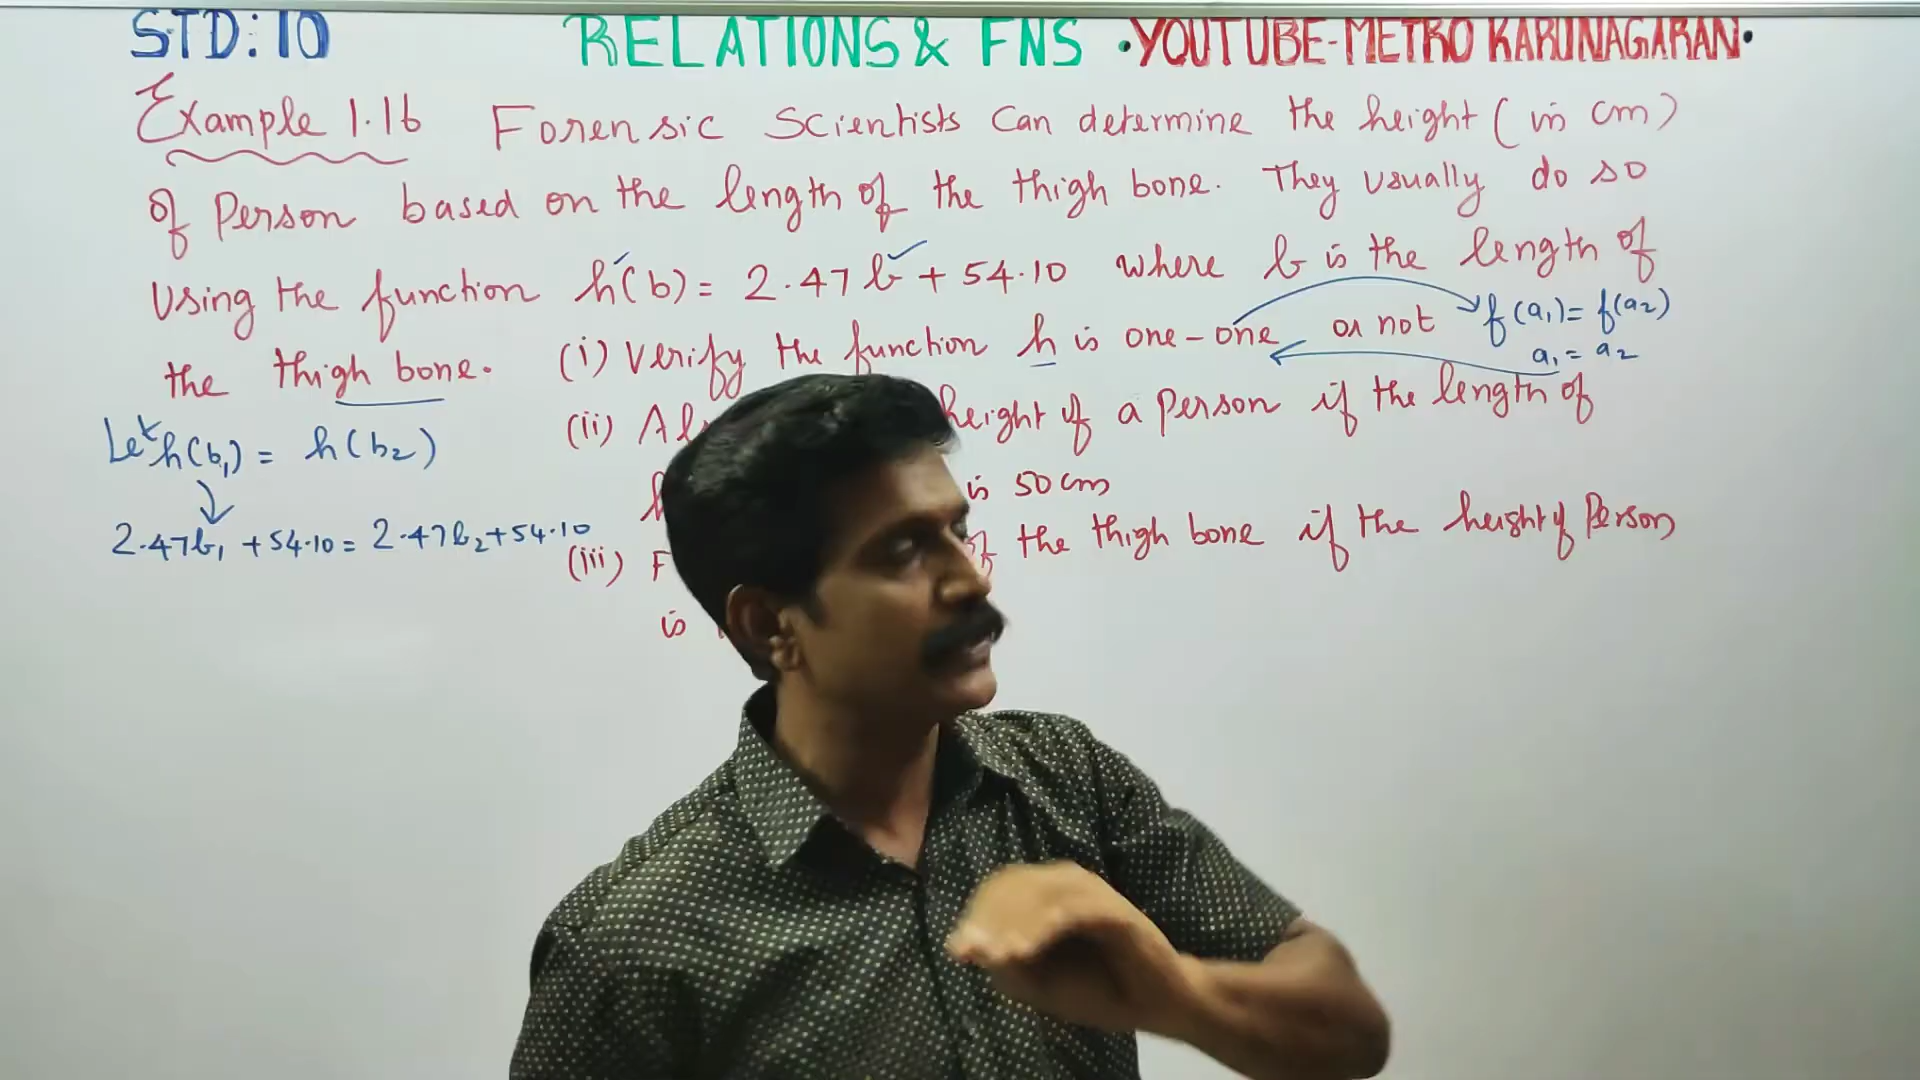 STD: 10 RELATIONS & FNS • YOUTUBE-METRO KARUNAGARAN •
Example 1.16 Forensic Scientists can determine the height (in cm)
of Person based on the length of the thigh bone. They usually do so
using the function h(b) = 2.47b + 54.10 where b is the length of
the thigh bone. (i) Verify the function h is one-one or not
f(a₁) = f(a₂)
a₁ = a₂
(ii) height of a person if the length of
is 50 cm
(iii) the thigh bone if the height of Person
is
Let h(b₁) = h(b₂)
2.47b₁ + 54.10 = 2.47b₂ + 54.10